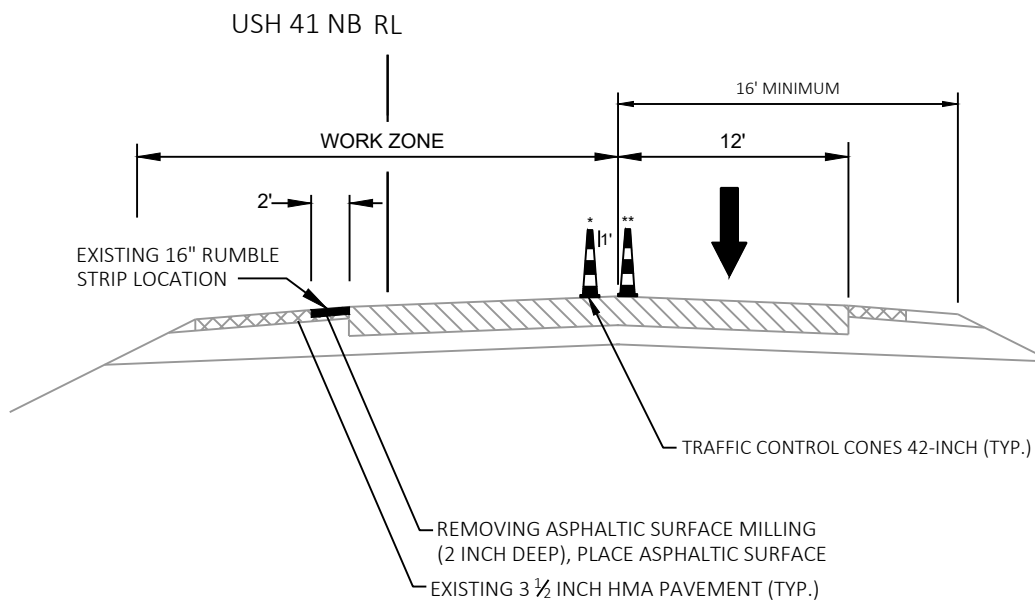 USH 41 NB RL
16' MINIMUM
WORK ZONE
12'
2'
* 1' **
EXISTING 16" RUMBLE
STRIP LOCATION
TRAFFIC CONTROL CONES 42-INCH (TYP.)
REMOVING ASPHALTIC SURFACE MILLING
(2 INCH DEEP), PLACE ASPHALTIC SURFACE
EXISTING 3 1/2 INCH HMA PAVEMENT (TYP.)